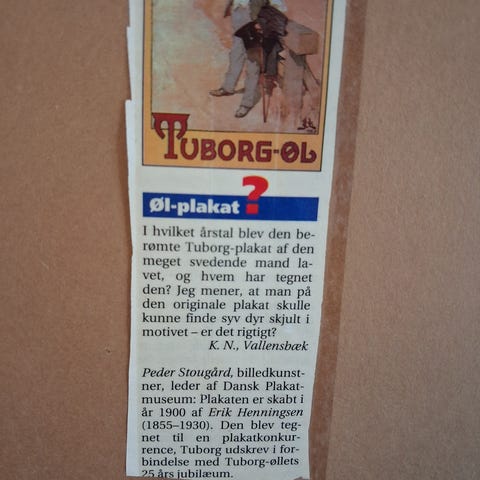 TUBORG-ØL
Øl-plakat ?
I hvilket årstal blev den be-
rømte Tuborg-plakat af den
meget svedende mand la-
vet, og hvem har tegnet
den? Jeg mener, at man på
den originale plakat skulle
kunne finde syv dyr skjult i
motivet – er det rigtigt?
K. N., Vallensbæk
Peder Stougård, billedkunst-
ner, leder af Dansk Plakat-
museum: Plakaten er skabt i
år 1900 af Erik Henningsen
(1855–1930). Den blev teg-
net til en plakatkonkur-
rence, Tuborg udskrev i for-
bindelse med Tuborg-øllets
25 års jubilæum.